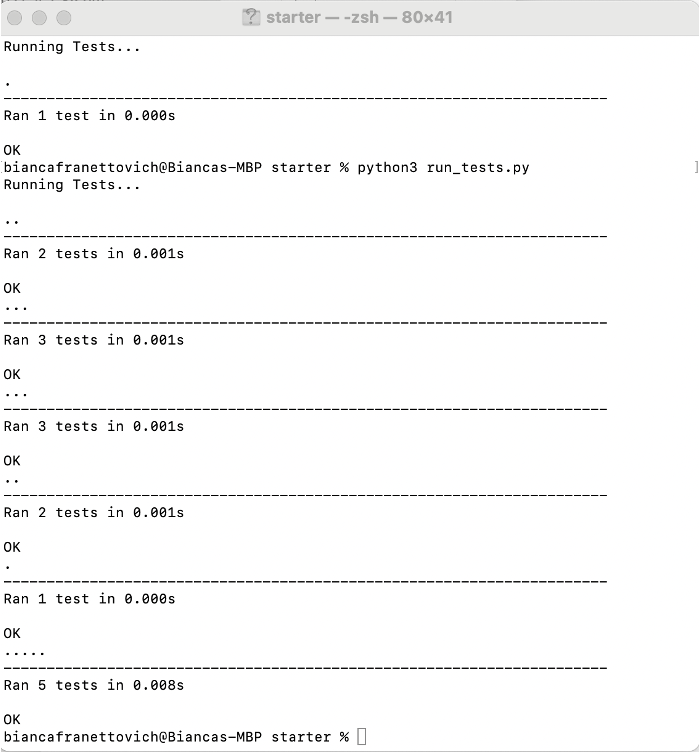 starter — -zsh — 80×41
Running Tests...
.
----------------------------------------------------------------------
Ran 1 test in 0.000s
OK
biancafranettovich@Biancas-MBP starter % python3 run_tests.py
Running Tests...
..
----------------------------------------------------------------------
Ran 2 tests in 0.001s
OK
...
----------------------------------------------------------------------
Ran 3 tests in 0.001s
OK
...
----------------------------------------------------------------------
Ran 3 tests in 0.001s
OK
..
----------------------------------------------------------------------
Ran 2 tests in 0.001s
OK
.
----------------------------------------------------------------------
Ran 1 test in 0.000s
OK
.....
----------------------------------------------------------------------
Ran 5 tests in 0.008s
OK
biancafranettovich@Biancas-MBP starter %